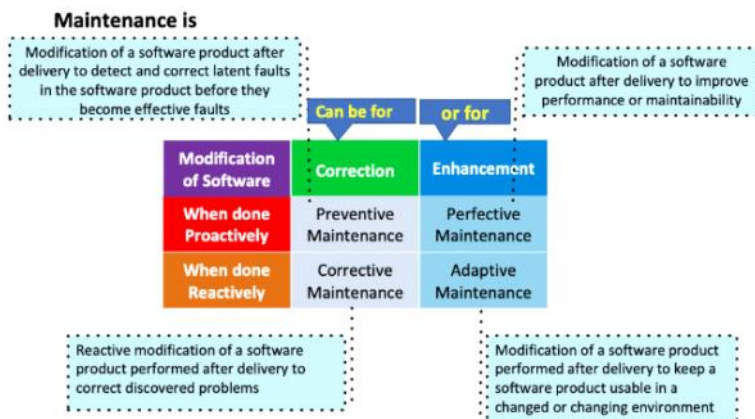 Maintenance is
Modification of a software product after
delivery to detect and correct latent faults
in the software product before they
become effective faults
Modification of a software
product after delivery to improve
performance or maintainability
Can be for
or for
Modification
of Software
Correction
Enhancement
When done
Proactively
Preventive
Maintenance
Perfective
Maintenance
When done
Reactively
Corrective
Maintenance
Adaptive
Maintenance
Reactive modification of a software
product performed after delivery to
correct discovered problems
Modification of a software product
performed after delivery to keep a
software product usable in a
changed or changing environment